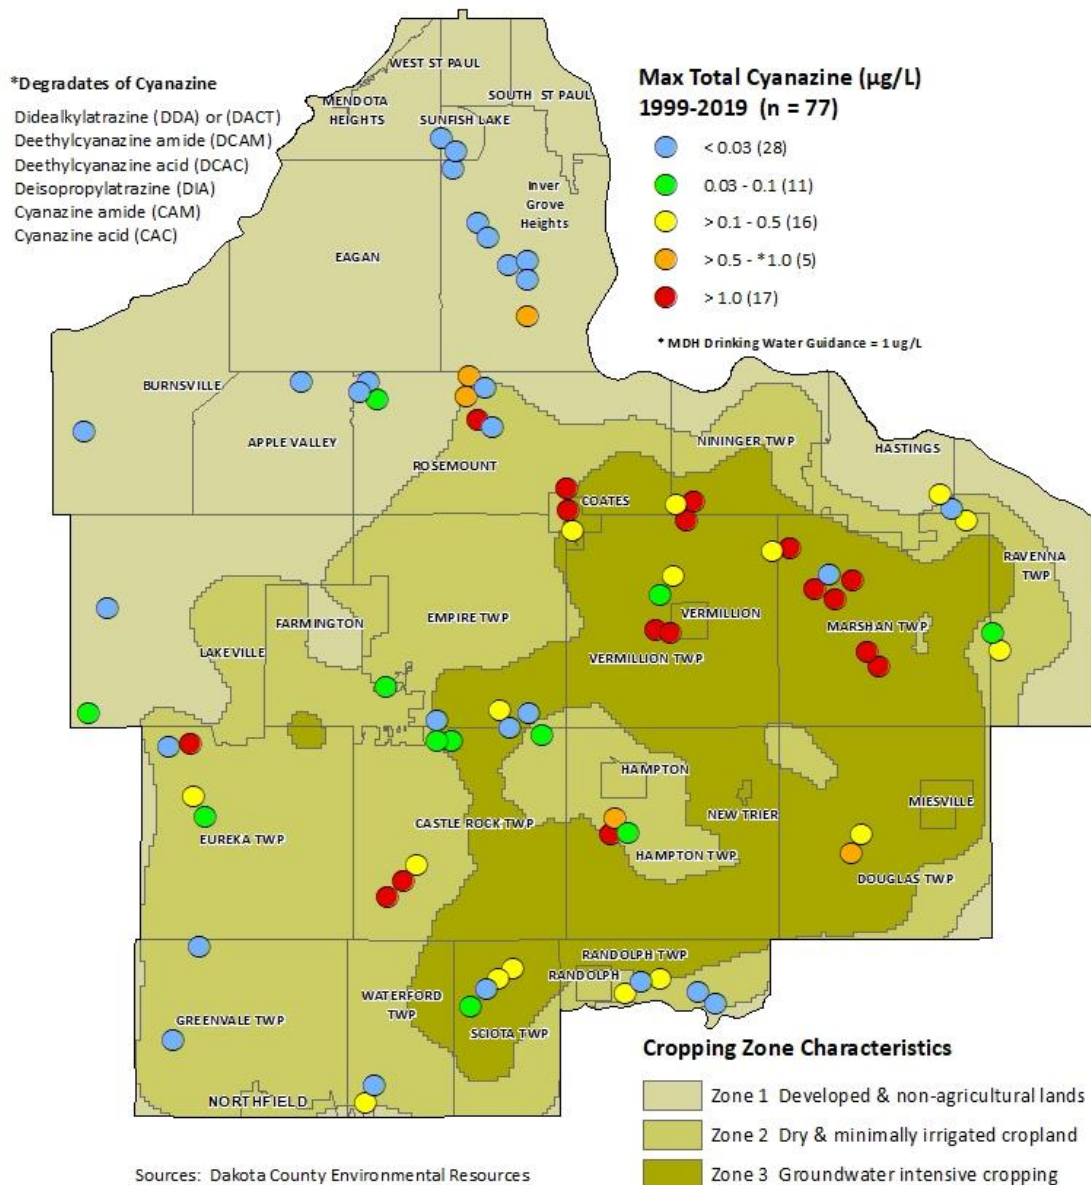 WEST ST PAUL
*Degradates of Cyanazine
Didealkylatrazine (DDA) or (DACT)
Deethylcyanazine amide (DCAM)
Deethylcyanazine acid (DCAC)
Deisopropylatrazine (DIA)
Cyanazine amide (CAM)
Cyanazine acid (CAC)
Max Total Cyanazine (µg/L)
1999-2019 (n = 77)
< 0.03 (28)
0.03 - 0.1 (11)
> 0.1 - 0.5 (16)
> 0.5 - *1.0 (5)
> 1.0 (17)
* MDH Drinking Water Guidance = 1 ug/L
MENDOTA
HEIGHTS
SOUTH ST PAUL
SUNFISH LAKE
Inver
Grove
Heights
EAGAN
BURNSVILLE
APPLE VALLEY
ROSEMOUNT
NININGER TWP
HASTINGS
COATES
RAVENNA
TWP
FARMINGTON
EMPIRE TWP
VERMILLION
MARSHAN TWP
LAKEVILLE
VERMILLION TWP
HAMPTON
MIESVILLE
NEW TRIER
EUREKA TWP
CASTLE ROCK TWP
HAMPTON TWP
DOUGLAS TWP
RANDOLPH TWP
RANDOLPH
WATERFORD
TWP
GREENVALE TWP
SCIOTA TWP
NORTHFIELD
Cropping Zone Characteristics
Zone 1 Developed & non-agricultural lands
Zone 2 Dry & minimally irrigated cropland
Zone 3 Groundwater intensive cropping
Sources: Dakota County Environmental Resources